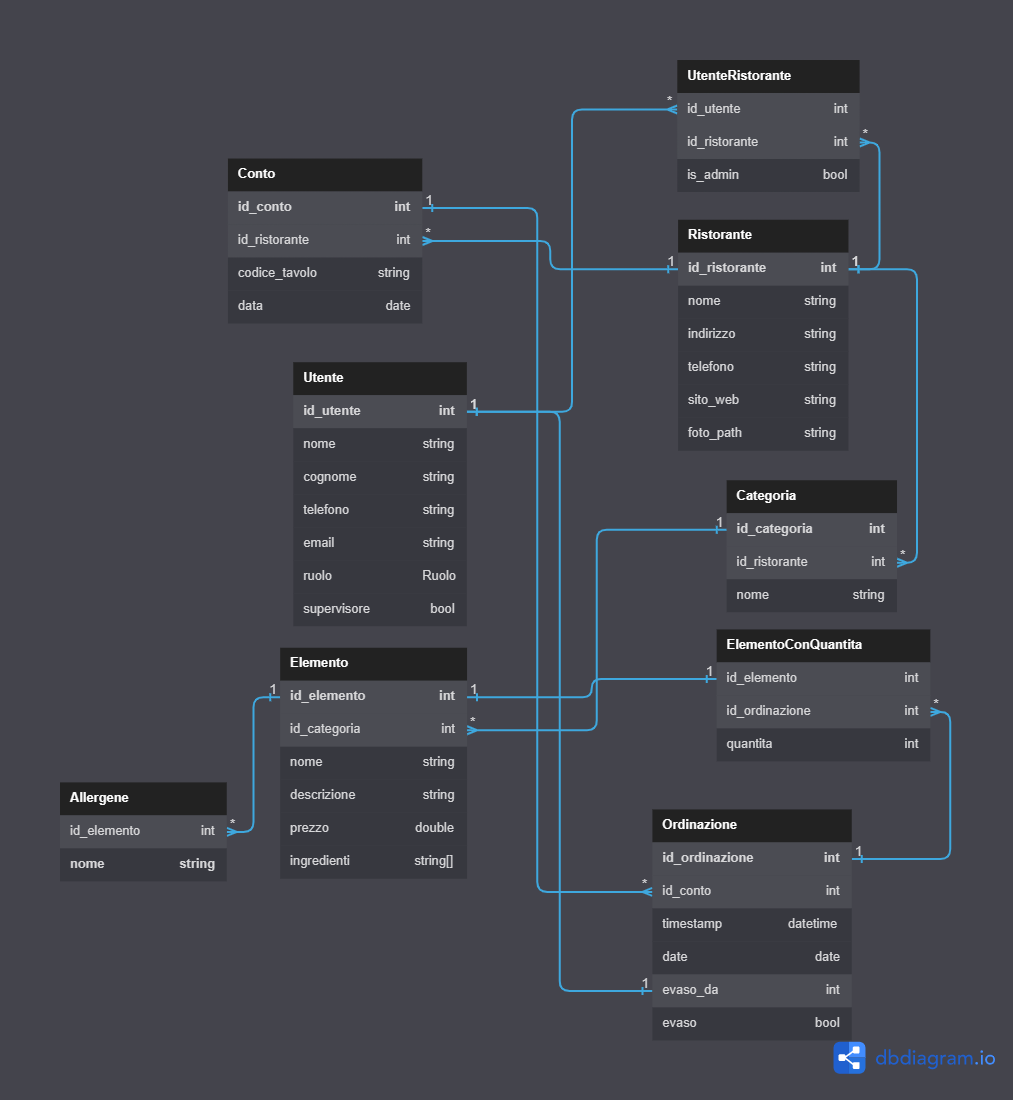 UtenteRistorante
* id_utente int
id_ristorante int *
is_admin bool
Conto
id_conto int 1
id_ristorante int *
codice_tavolo string
data date
Ristorante
1 id_ristorante int 1
nome string
indirizzo string
telefono string
sito_web string
foto_path string
Utente
id_utente int 1
nome string
cognome string
telefono string
email string
ruolo Ruolo
supervisore bool
Categoria
1 id_categoria int
id_ristorante int *
nome string
ElementoConQuantita
1 id_elemento int
id_ordinazione int *
quantita int
Elemento
1 id_elemento int 1
id_categoria int *
nome string
descrizione string
prezzo double
ingredienti string[]
Allergene
id_elemento int *
nome string
Ordinazione
id_ordinazione int 1
* id_conto int
timestamp datetime
date date
1 evaso_da int
evaso bool
dbdiagram.io